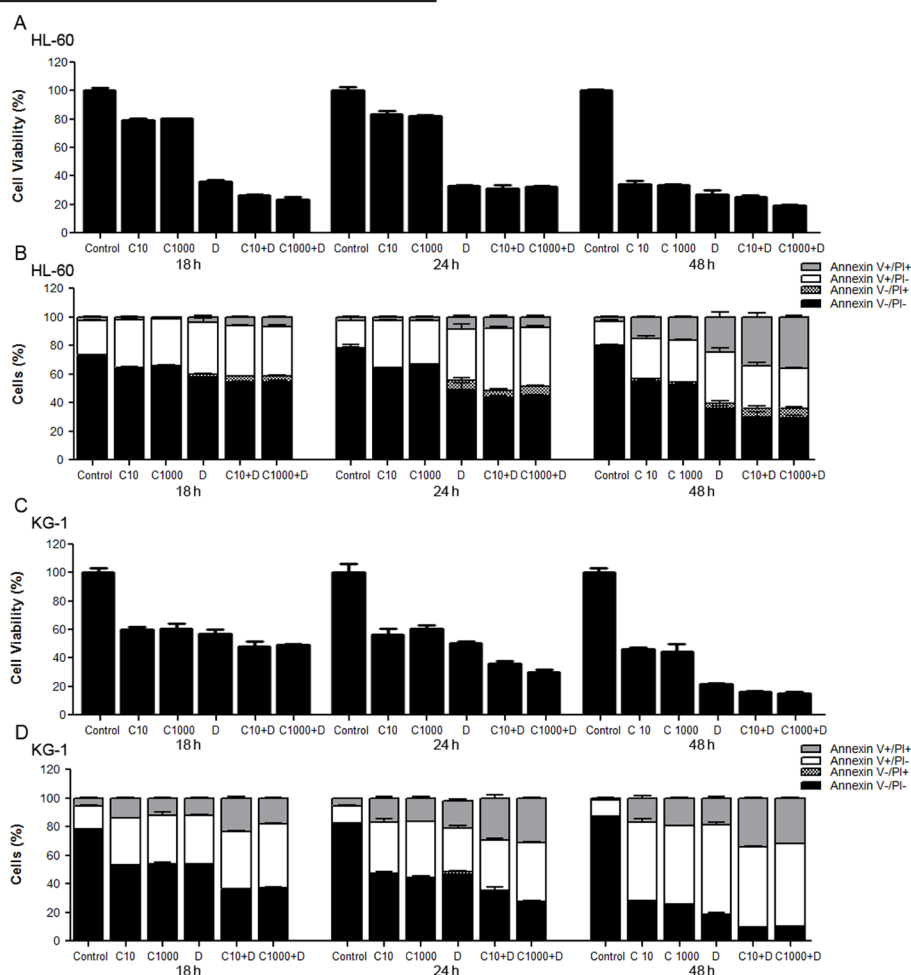 A
HL-60
Cell Viability (%)
120
100
80
60
40
20
0
Control C10 C1000 D C10+D C1000+D Control C10 C1000 D C10+D C1000+D Control C 10 C 1000 D C10+D C1000+D
18 h 24 h 48 h
B
HL-60
Annexin V+/PI+
Annexin V+/PI-
Annexin V-/PI+
Annexin V-/PI-
Cells (%)
120
100
80
60
40
20
0
Control C10 C1000 D C10+D C1000+D Control C10 C1000 D C10+D C1000+D Control C 10 C 1000 D C10+D C1000+D
18 h 24 h 48 h
C
KG-1
Cell Viability (%)
120
100
80
60
40
20
0
Control C10 C1000 D C10+D C1000+D Control C10 C1000 D C10+D C1000+D Control C 10 C 1000 D C10+D C1000+D
18 h 24 h 48 h
D
KG-1
Annexin V+/PI+
Annexin V+/PI-
Annexin V-/PI+
Annexin V-/PI-
Cells (%)
120
100
80
60
40
20
0
Control C10 C1000 D C10+D C1000+D Control C10 C1000 D C10+D C1000+D Control C 10 C 1000 D C10+D C1000+D
18 h 24 h 48 h